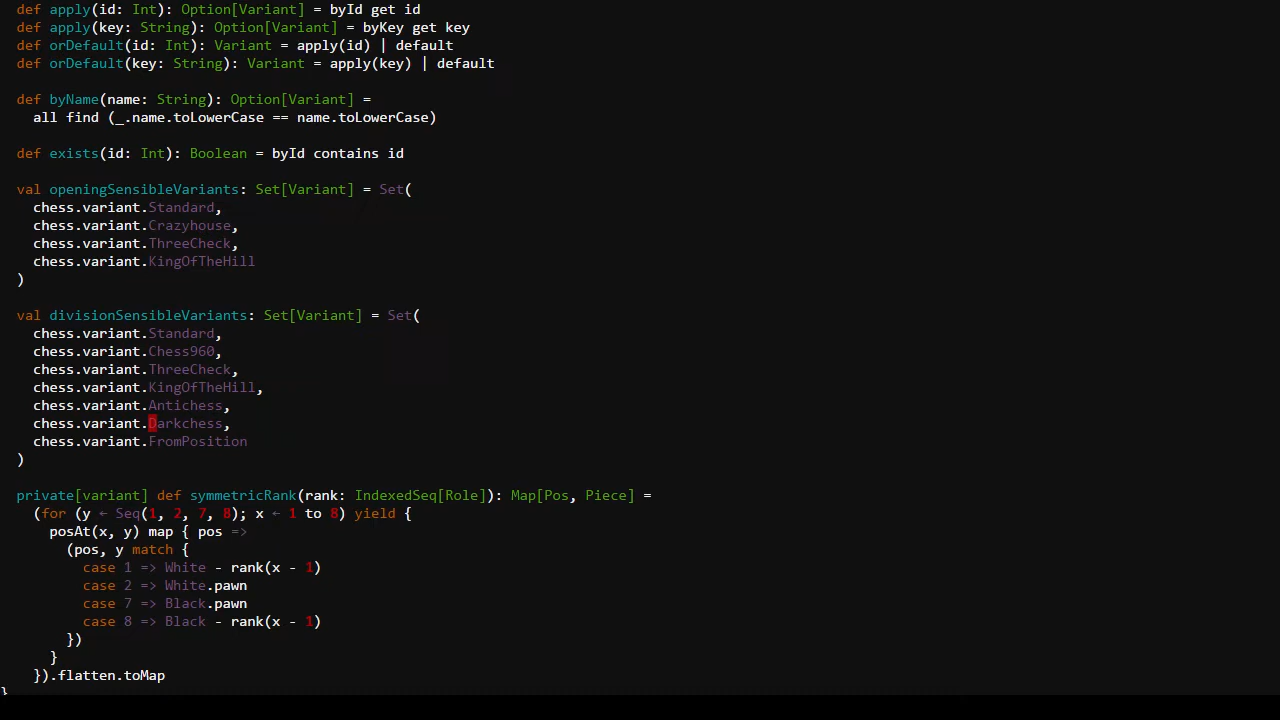 def apply(id: Int): Option[Variant] = byId get id
def apply(key: String): Option[Variant] = byKey get key
def orDefault(id: Int): Variant = apply(id) | default
def orDefault(key: String): Variant = apply(key) | default
def byName(name: String): Option[Variant] =
all find (_.name.toLowerCase == name.toLowerCase)
def exists(id: Int): Boolean = byId contains id
val openingSensibleVariants: Set[Variant] = Set(
chess.variant.Standard,
chess.variant.Crazyhouse,
chess.variant.ThreeCheck,
chess.variant.KingOfTheHill
)
val divisionSensibleVariants: Set[Variant] = Set(
chess.variant.Standard,
chess.variant.Chess960,
chess.variant.ThreeCheck,
chess.variant.KingOfTheHill,
chess.variant.Antichess,
chess.variant.Darkchess,
chess.variant.FromPosition
)
private[variant] def symmetricRank(rank: IndexedSeq[Role]): Map[Pos, Piece] =
(for (y ← Seq(1, 2, 7, 8); x ← 1 to 8) yield {
posAt(x, y) map { pos =>
(pos, y match {
case 1 => White - rank(x - 1)
case 2 => White.pawn
case 7 => Black.pawn
case 8 => Black - rank(x - 1)
})
}
}).flatten.toMap
}